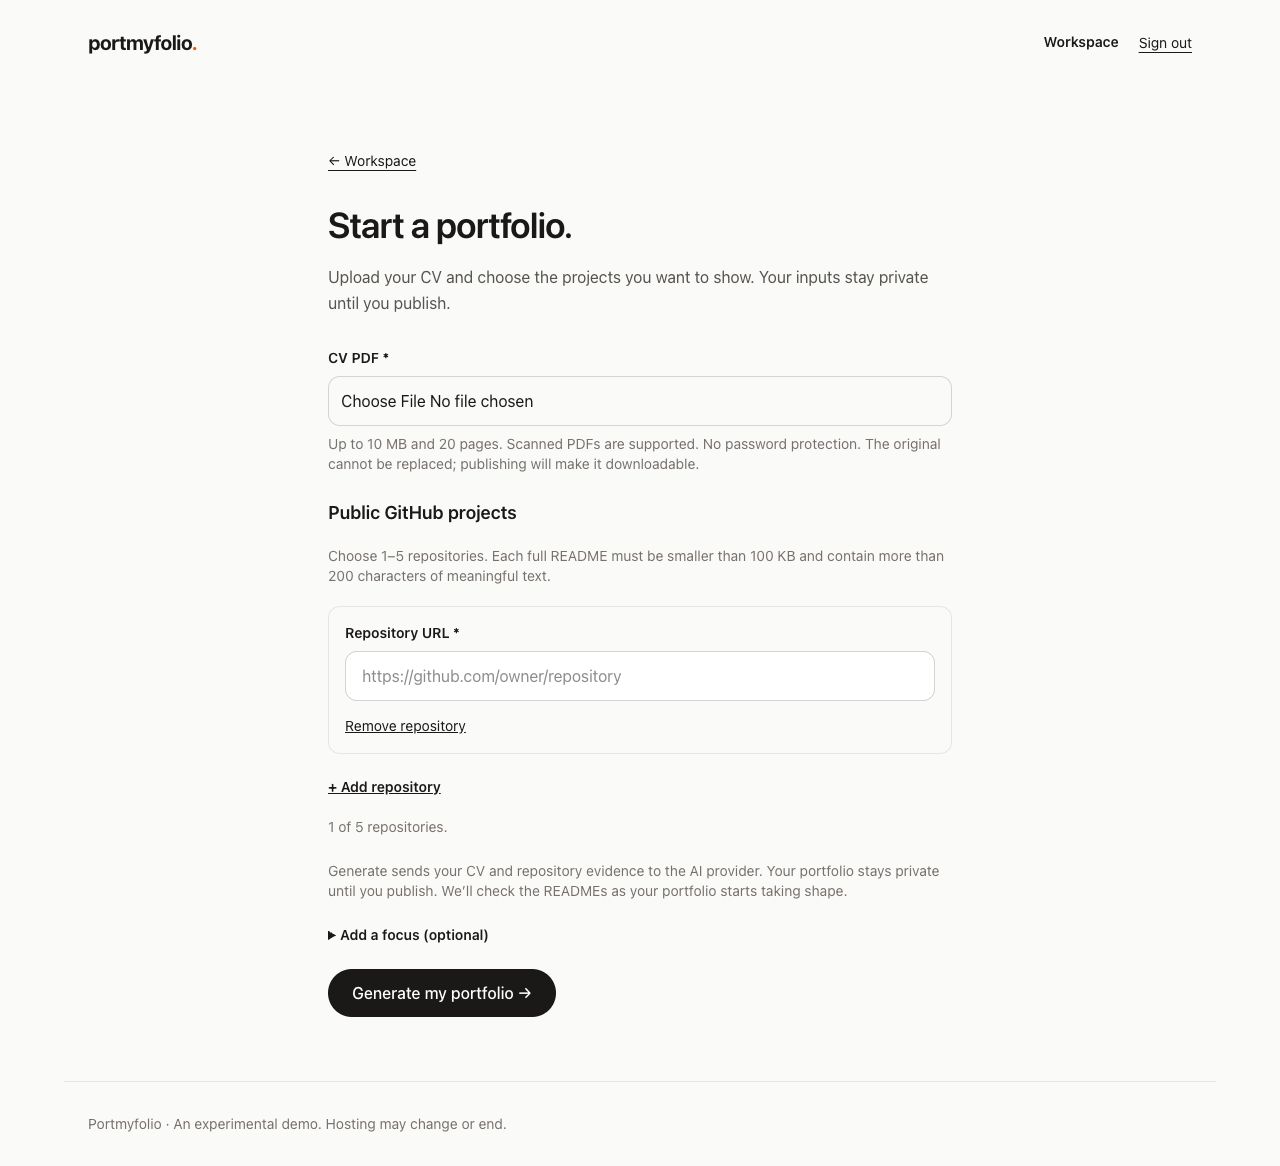 portmyfolio.
Workspace
Sign out
← Workspace
Start a portfolio.
Upload your CV and choose the projects you want to show. Your inputs stay private
until you publish.
CV PDF *
Choose File No file chosen
Up to 10 MB and 20 pages. Scanned PDFs are supported. No password protection. The original
cannot be replaced; publishing will make it downloadable.
Public GitHub projects
Choose 1–5 repositories. Each full README must be smaller than 100 KB and contain more than
200 characters of meaningful text.
Repository URL *
https://github.com/owner/repository
Remove repository
+ Add repository
1 of 5 repositories.
Generate sends your CV and repository evidence to the AI provider. Your portfolio stays private
until you publish. We’ll check the READMEs as your portfolio starts taking shape.
▶ Add a focus (optional)
Generate my portfolio →
Portmyfolio · An experimental demo. Hosting may change or end.